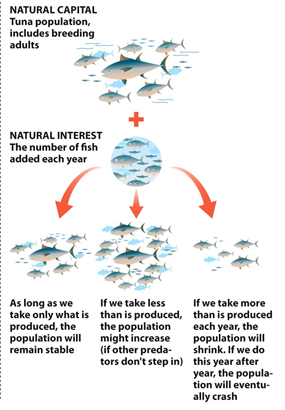 NATURAL CAPITAL
Tuna population,
includes breeding
adults
+
NATURAL INTEREST
The number of fish
added each year
As long as we
take only what is
produced, the
population will
remain stable
If we take less
than is produced,
the population
might increase
(if other preda-
tors don't step in)
If we take more
than is produced
each year, the
population will
shrink. If we do
this year after
year, the popula-
tion will eventu-
ally crash